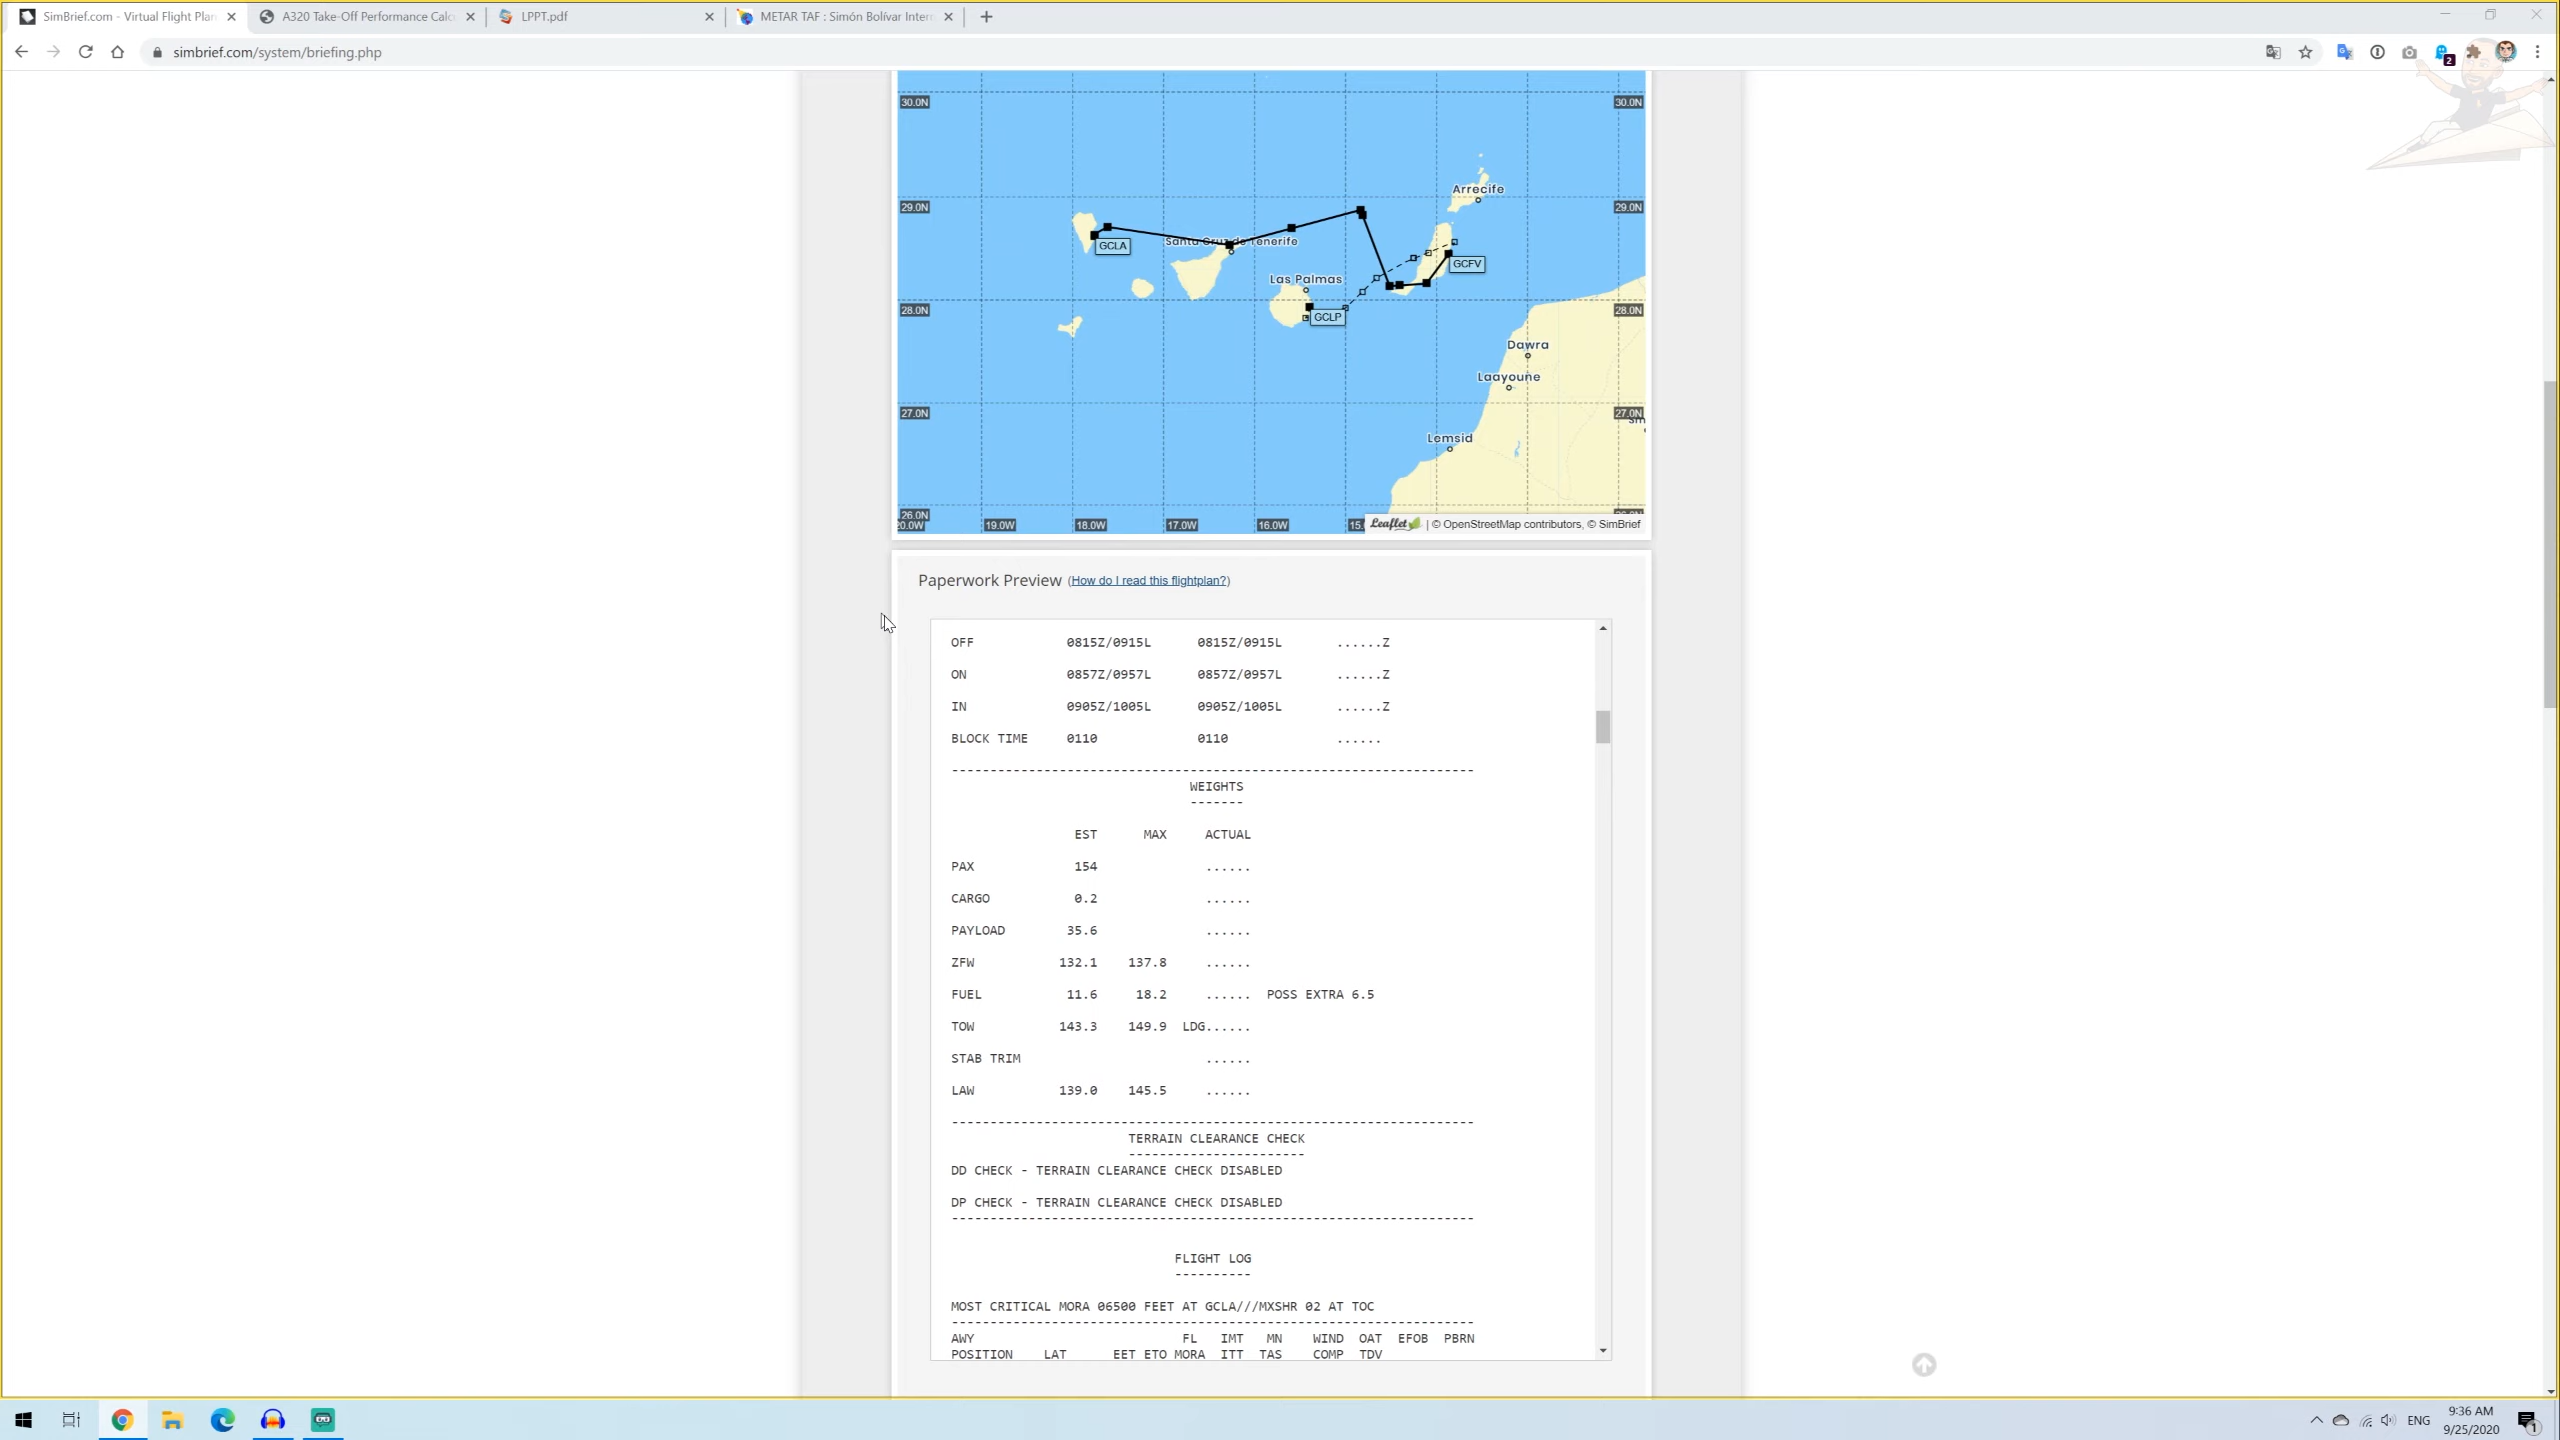 SimBrief.com - Virtual Flight Plan
A320 Take-Off Performance Calc
LPPT.pdf
METAR TAF : Simón Bolívar Intern
simbrief.com/system/briefing.php
2
30.0N 30.0N
Arrecife
29.0N 29.0N
Santa Cruz de Tenerife
GCLA
GCFV
Las Palmas
28.0N 28.0N
GCLP
Dawra
Laayoune
27.0N 27.0N
Sm
Lemsid
26.0N
20.0W 19.0W 18.0W 17.0W 16.0W 15. Leaflet | © OpenStreetMap contributors, © SimBrief
Paperwork Preview (How do I read this flightplan?)
OFF 0815Z/0915L 0815Z/0915L ......Z
ON 0857Z/0957L 0857Z/0957L ......Z
IN 0905Z/1005L 0905Z/1005L ......Z
BLOCK TIME 0110 0110 ......
--------------------------------------------------------------------
WEIGHTS
-------
EST MAX ACTUAL
PAX 154 ......
CARGO 0.2 ......
PAYLOAD 35.6 ......
ZFW 132.1 137.8 ......
FUEL 11.6 18.2 ...... POSS EXTRA 6.5
TOW 143.3 149.9 LDG......
STAB TRIM ......
LAW 139.0 145.5 ......
--------------------------------------------------------------------
TERRAIN CLEARANCE CHECK
-----------------------
DD CHECK - TERRAIN CLEARANCE CHECK DISABLED
DP CHECK - TERRAIN CLEARANCE CHECK DISABLED
--------------------------------------------------------------------
FLIGHT LOG
----------
MOST CRITICAL MORA 06500 FEET AT GCLA///MXSHR 02 AT TOC
--------------------------------------------------------------------
AWY FL IMT MN WIND OAT EFOB PBRN
POSITION LAT EET ETO MORA ITT TAS COMP TDV
ENG
9:36 AM
9/25/2020
1